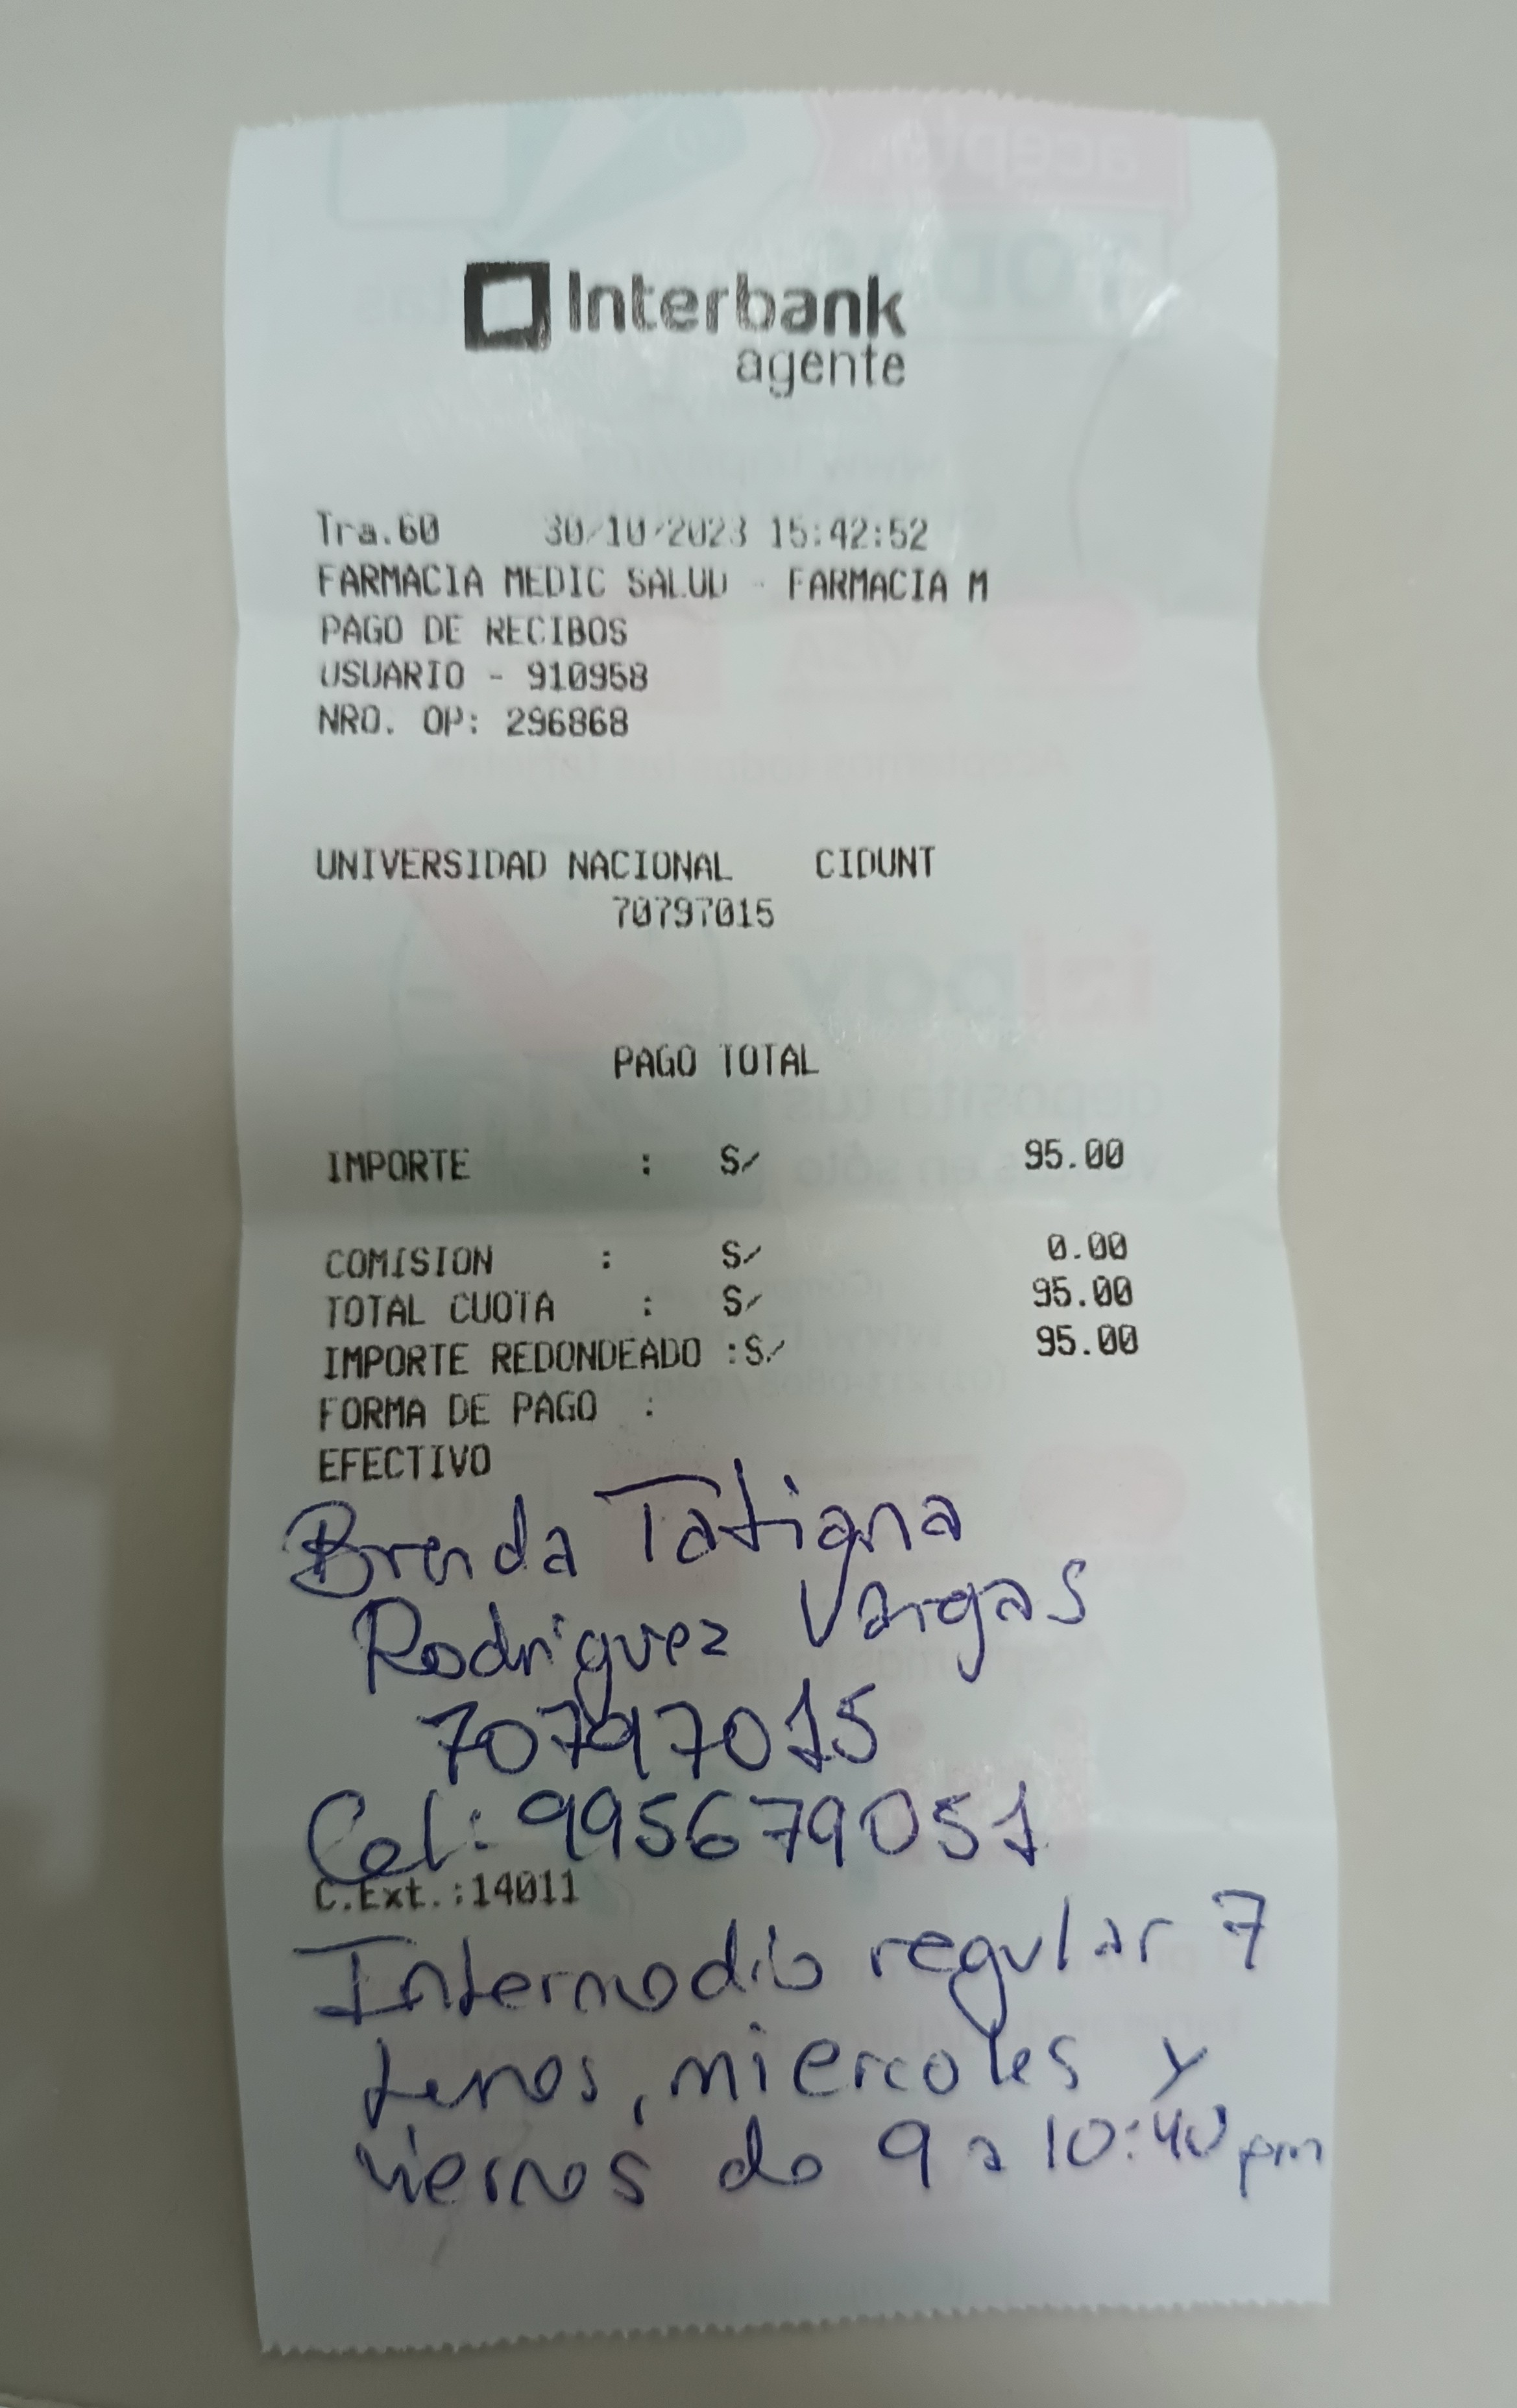 Interbank
agente
Tra.60 30/10/2023 15:42:52
FARMACIA MEDIC SALUD - FARMACIA M
PAGO DE RECIBOS
USUARIO - 910958
NRO. OP: 296868
UNIVERSIDAD NACIONAL CIDUNT
70797015
PAGO TOTAL
IMPORTE : S/ 95.00
COMISION : S/ 0.00
TOTAL CUOTA : S/ 95.00
IMPORTE REDONDEADO :S/ 95.00
FORMA DE PAGO :
EFECTIVO
Brenda Tatiana
Rodríguez Vargas
70797015
Cel: 995679051
C.Ext.:14011
Intermedio regular 7
, miercoles y
viernes de 9 a 10:40 pm